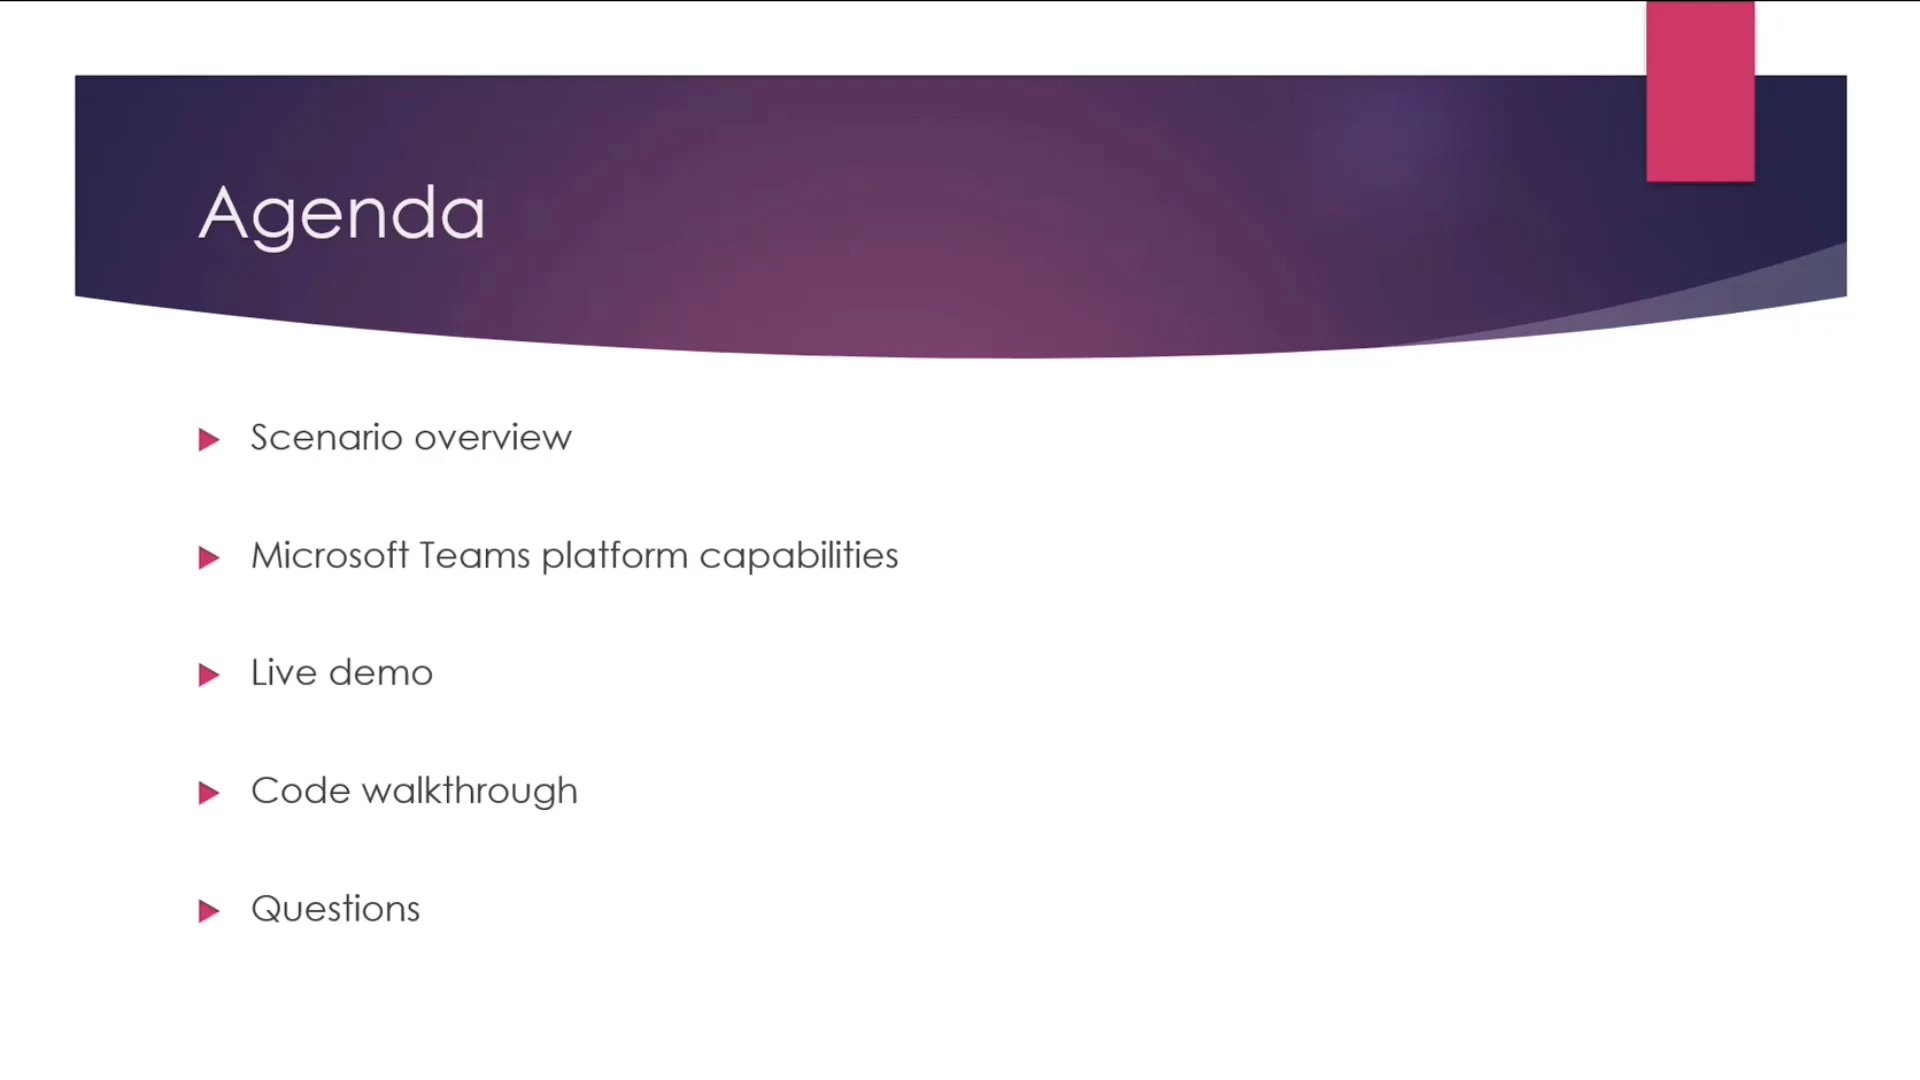 Agenda
Scenario overview
Microsoft Teams platform capabilities
Live demo
Code walkthrough
Questions